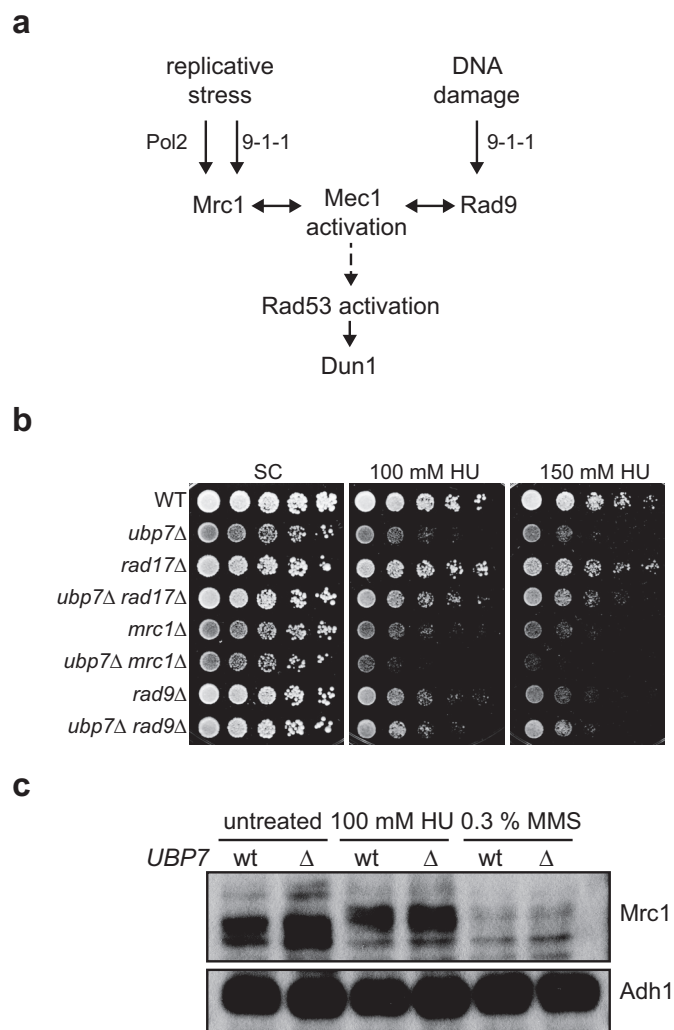 a
replicative
stress
DNA
damage
Pol2
9-1-1
9-1-1
Mrc1
Mec1
activation
Rad9
Rad53 activation
Dun1
b
SC 100 mM HU 150 mM HU
WT
ubp7Δ
rad17Δ
ubp7Δ rad17Δ
mrc1Δ
ubp7Δ mrc1Δ
rad9Δ
ubp7Δ rad9Δ
c
untreated 100 mM HU 0.3 % MMS
UBP7 wt Δ wt Δ wt Δ
Mrc1
Adh1